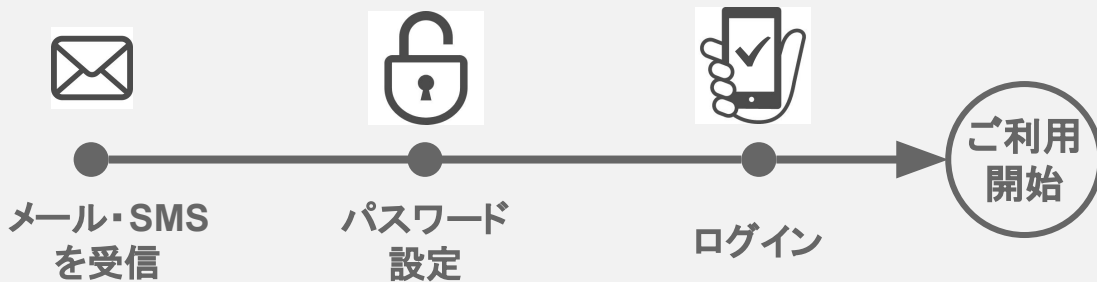 メール・SMS
を受信
パスワード
設定
ログイン
ご利用
開始